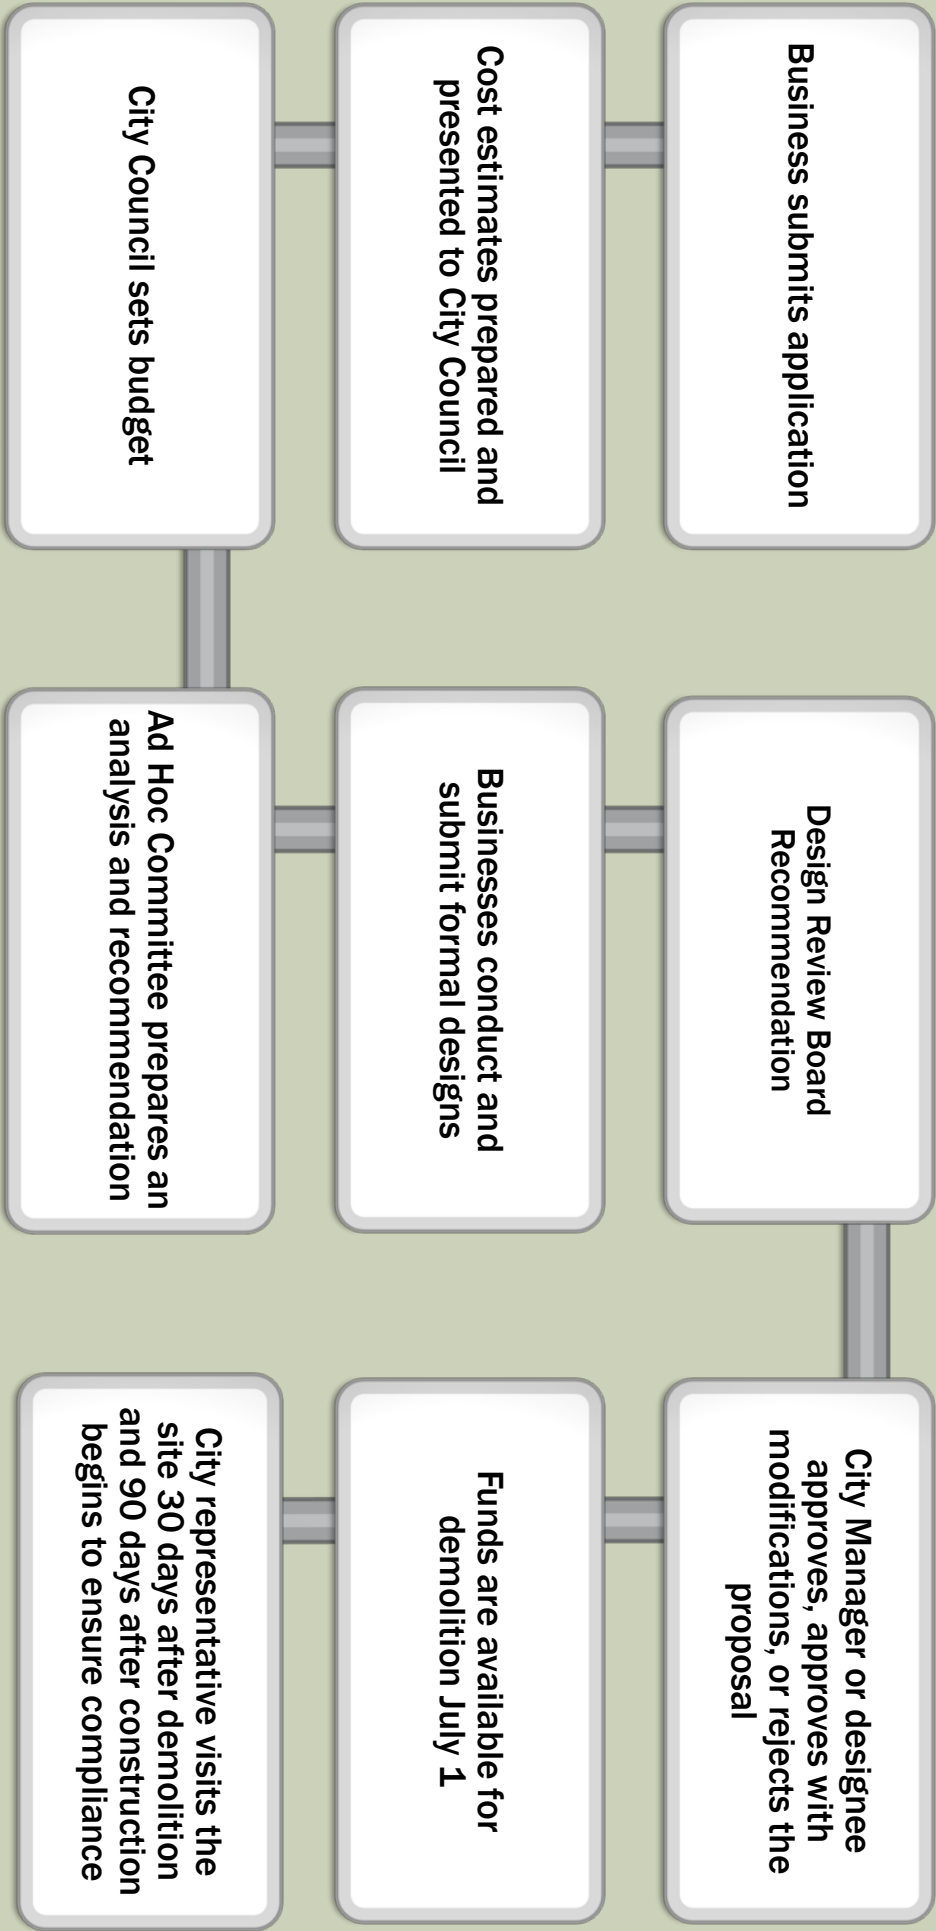 Business submits application
Cost estimates prepared and
presented to City Council
City Council sets budget
Ad Hoc Committee prepares an
analysis and recommendation
Businesses conduct and
submit formal designs
Design Review Board
Recommendation
City Manager or designee
approves, approves with
modifications, or rejects the
proposal
Funds are available for
demolition July 1
City representative visits the
site 30 days after demolition
and 90 days after construction
begins to ensure compliance